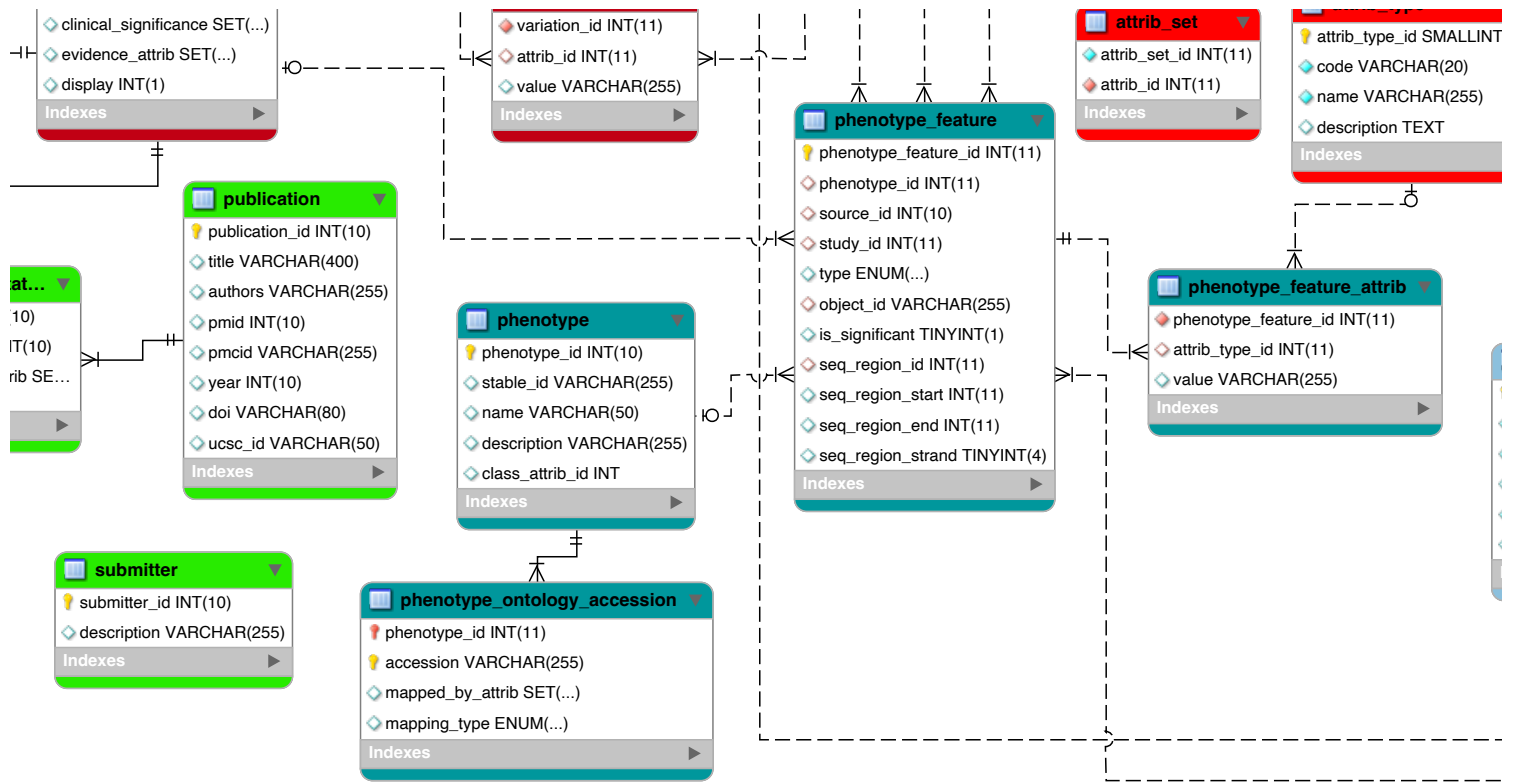 clinical_significance SET(...)
evidence_attrib SET(...)
display INT(1)
Indexes
variation_id INT(11)
attrib_id INT(11)
value VARCHAR(255)
Indexes
attrib_set
attrib_set_id INT(11)
attrib_id INT(11)
Indexes
attrib_type
attrib_type_id SMALLINT
code VARCHAR(20)
name VARCHAR(255)
description TEXT
Indexes
phenotype_feature
phenotype_feature_id INT(11)
phenotype_id INT(11)
source_id INT(10)
study_id INT(11)
type ENUM(...)
object_id VARCHAR(255)
is_significant TINYINT(1)
seq_region_id INT(11)
seq_region_start INT(11)
seq_region_end INT(11)
seq_region_strand TINYINT(4)
Indexes
publication
publication_id INT(10)
title VARCHAR(400)
authors VARCHAR(255)
pmid INT(10)
pmcid VARCHAR(255)
year INT(10)
doi VARCHAR(80)
ucsc_id VARCHAR(50)
Indexes
tat...
(10)
NT(10)
rib SE...
phenotype
phenotype_id INT(10)
stable_id VARCHAR(255)
name VARCHAR(50)
description VARCHAR(255)
class_attrib_id INT
Indexes
phenotype_feature_attrib
phenotype_feature_id INT(11)
attrib_type_id INT(11)
value VARCHAR(255)
Indexes
submitter
submitter_id INT(10)
description VARCHAR(255)
Indexes
phenotype_ontology_accession
phenotype_id INT(11)
accession VARCHAR(255)
mapped_by_attrib SET(...)
mapping_type ENUM(...)
Indexes